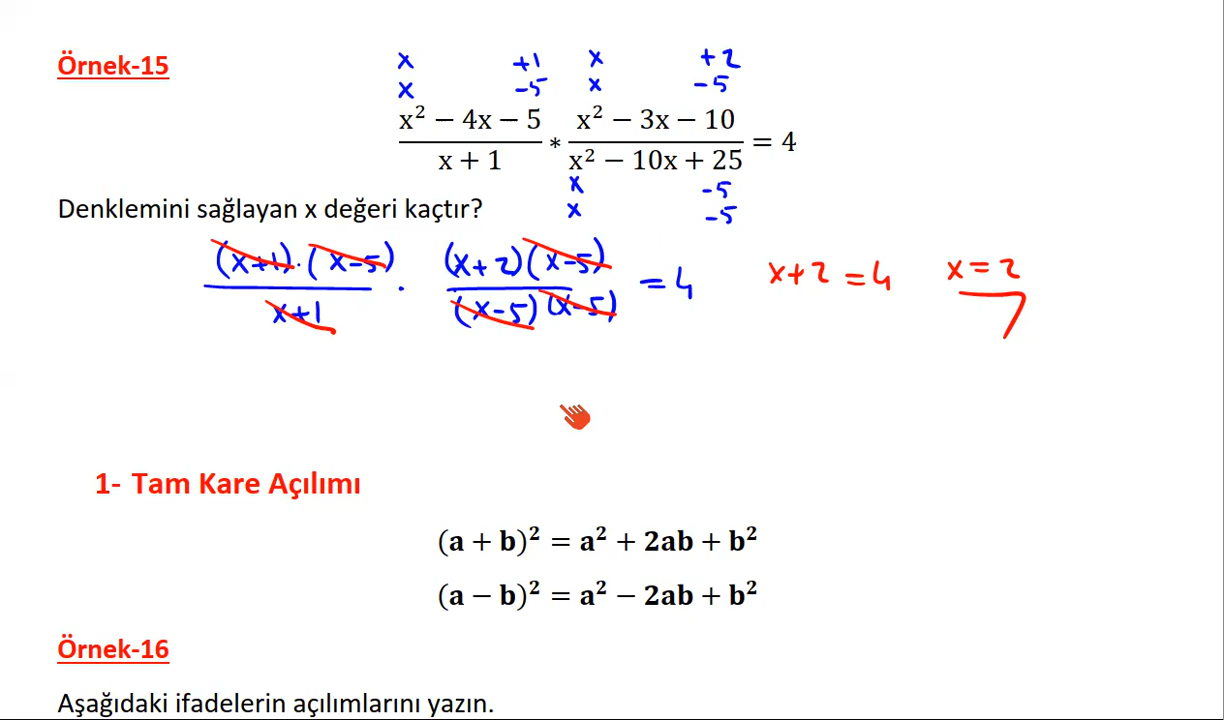 Örnek-15
x +1 x +2
x -5 x -5
x² − 4x − 5 / x + 1 * x² − 3x − 10 / x² − 10x + 25 = 4
x -5
Denklemini sağlayan x değeri kaçtır? x -5
(x+1)·(x-5) / x+1 · (x+2)(x-5) / (x-5)(x-5) = 4 x+2=4 x=2
1- Tam Kare Açılımı
(a + b)² = a² + 2ab + b²
(a − b)² = a² − 2ab + b²
Örnek-16
Aşağıdaki ifadelerin açılımlarını yazın.